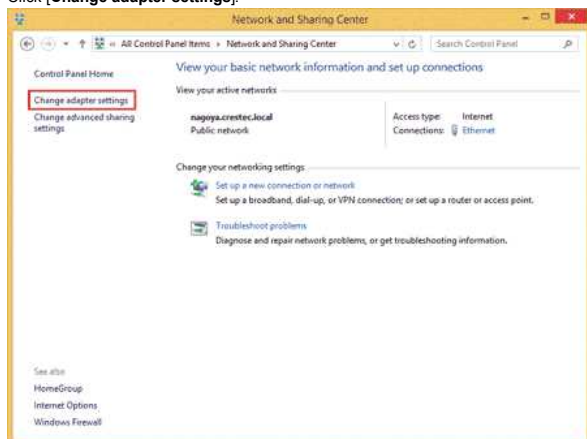 Click [Change adapter settings].
Network and Sharing Center
« All Control Panel Items › Network and Sharing Center
Search Control Panel
Control Panel Home
Change adapter settings
Change advanced sharing
settings
View your basic network information and set up connections
View your active networks
nagoya.crestec.local
Public network
Access type: Internet
Connections: Ethernet
Change your networking settings
Set up a new connection or network
Set up a broadband, dial-up, or VPN connection; or set up a router or access point.
Troubleshoot problems
Diagnose and repair network problems, or get troubleshooting information.
See also
HomeGroup
Internet Options
Windows Firewall